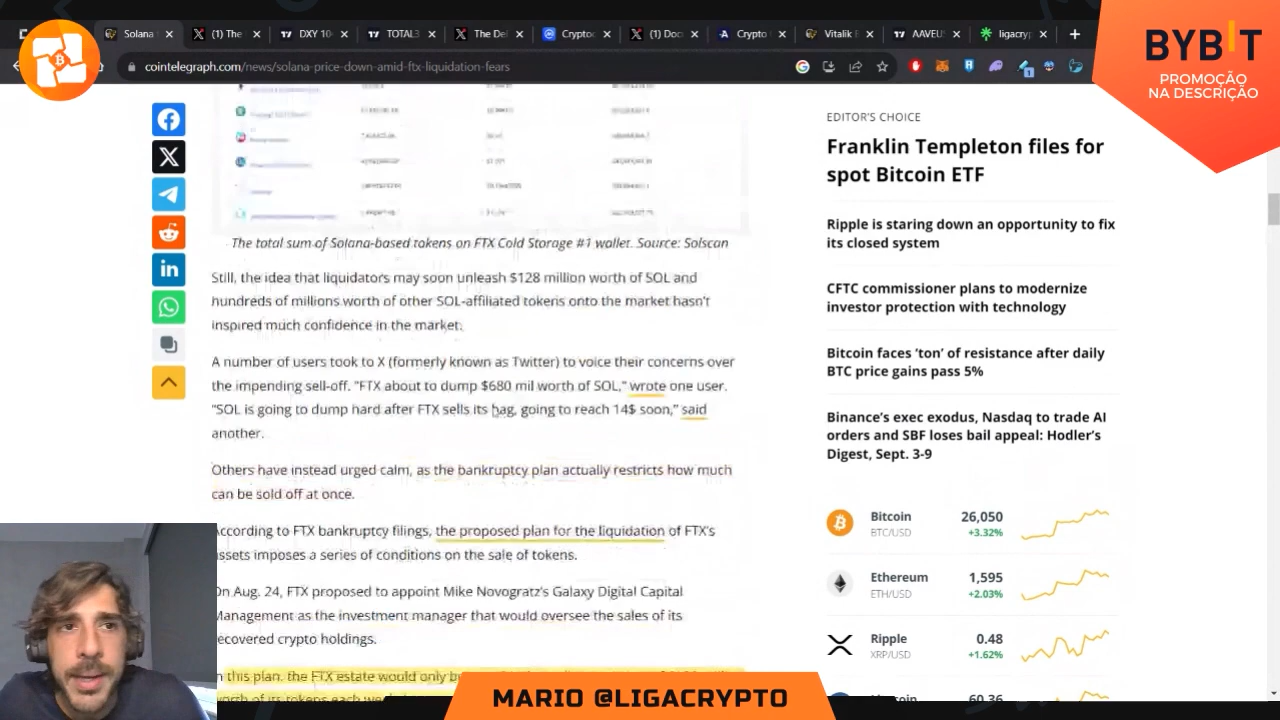 Solana
(1) The
DXY 10
TOTAL3
The De
Crypto
(1) Doc
Crypto
Vitalik B
AAVEUS
ligacryp
cointelegraph.com/news/solana-price-down-amid-ftx-liquidation-fears
BYBIT
PROMOÇÃO
NA DESCRIÇÃO
The total sum of Solana-based tokens on FTX Cold Storage #1 wallet. Source: Solscan
Still, the idea that liquidators may soon unleash $128 million worth of SOL and
hundreds of millions worth of other SOL-affiliated tokens onto the market hasn't
inspired much confidence in the market.
A number of users took to X (formerly known as Twitter) to voice their concerns over
the impending sell-off. "FTX about to dump $680 mil worth of SOL," wrote one user.
"SOL is going to dump hard after FTX sells its bag, going to reach 14$ soon," said
another.
Others have instead urged calm, as the bankruptcy plan actually restricts how much
can be sold off at once.
ccording to FTX bankruptcy filings, the proposed plan for the liquidation of FTX's
ssets imposes a series of conditions on the sale of tokens.
n Aug. 24, FTX proposed to appoint Mike Novogratz's Galaxy Digital Capital
anagement as the investment manager that would oversee the sales of its
ecovered crypto holdings.
n this plan, the FTX estate would only
EDITOR'S CHOICE
Franklin Templeton files for
spot Bitcoin ETF
Ripple is staring down an opportunity to fix
its closed system
CFTC commissioner plans to modernize
investor protection with technology
Bitcoin faces 'ton' of resistance after daily
BTC price gains pass 5%
Binance's exec exodus, Nasdaq to trade AI
orders and SBF loses bail appeal: Hodler's
Digest, Sept. 3-9
Bitcoin 26,050
BTC/USD +3.32%
Ethereum 1,595
ETH/USD +2.03%
Ripple 0.48
XRP/USD +1.62%
60.36
MARIO @LIGACRYPTO